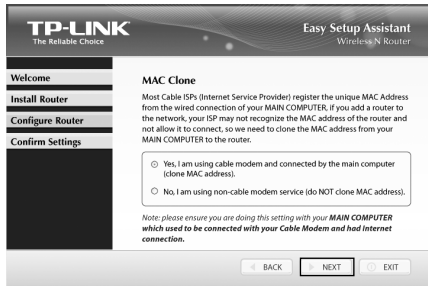 TP-LINK
The Reliable Choice
Easy Setup Assistant
Wireless N Router
Welcome
Install Router
Configure Router
Confirm Settings
MAC Clone
Most Cable ISPs (Internet Service Provider) register the unique MAC Address
from the wired connection of your MAIN COMPUTER, if you add a router to
the network, your ISP may not recognize the MAC address of the router and
not allow it to connect, so we need to clone the MAC address from your
MAIN COMPUTER to the router.
Yes, I am using cable modem and connected by the main computer
(clone MAC address).
No, I am using non-cable modem service (do NOT clone MAC address).
Note: please ensure you are doing this setting with your MAIN COMPUTER
which used to be connected with your Cable Modem and had Internet
connection.
BACK
NEXT
EXIT